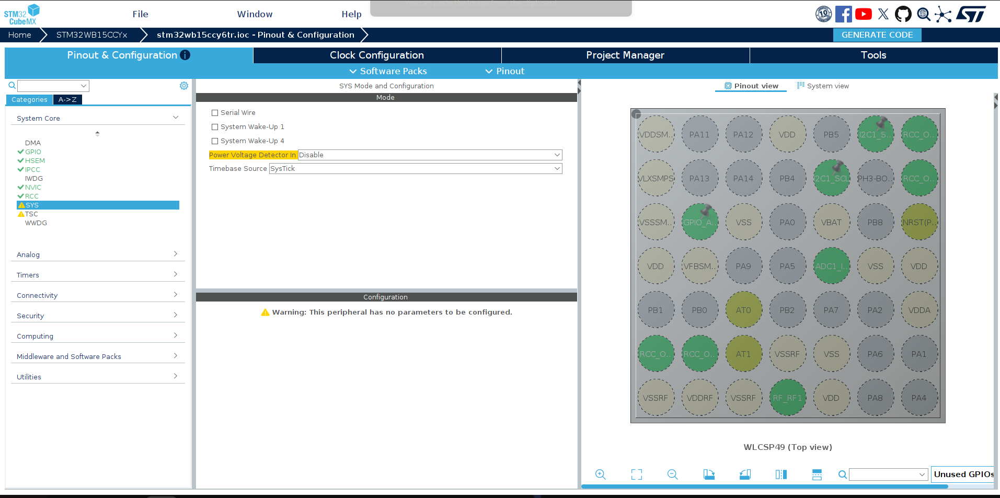 STM32
CubeMX
File
Window
Help
10
Home
STM32WB15CCYx
stm32wb15ccy6tr.ioc - Pinout & Configuration
GENERATE CODE
Pinout & Configuration
Clock Configuration
Project Manager
Tools
Software Packs
Pinout
Categories
A->Z
System Core
DMA
GPIO
HSEM
IPCC
IWDG
NVIC
RCC
SYS
TSC
WWDG
Analog
Timers
Connectivity
Security
Computing
Middleware and Software Packs
Utilities
SYS Mode and Configuration
Mode
Serial Wire
System Wake-Up 1
System Wake-Up 4
Power Voltage Detector In Disable
Timebase Source SysTick
Configuration
Warning: This peripheral has no parameters to be configured.
Pinout view
System view
VDDSM.. PA11 PA12 VDD PB5 I2C1_S.. RCC_O..
VLXSMPS PA13 PA14 PB4 2C1_SCL PH3-BO.. RCC_O..
VSSSM.. GPIO_A.. VSS PA0 VBAT PB8 NRST(P..
VDD VFBSM.. PA9 PA5 ADC1_I.. VSS VDD
PB1 PB0 AT0 PB2 PA7 PA2 VDDA
RCC_O.. RCC_O.. AT1 VSSRF VSS PA6 PA1
VSSRF VDDRF VSSRF RF_RF1 VDD PA8 PA4
WLCSP49 (Top view)
Unused GPIOs